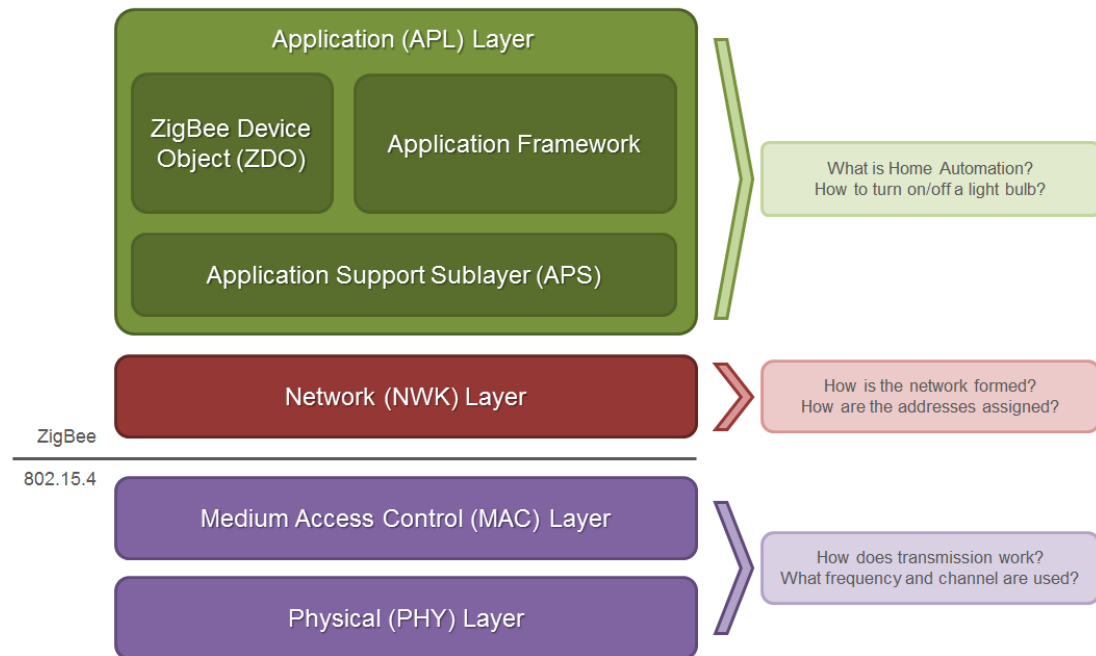 Application (APL) Layer
ZigBee Device
Object (ZDO)
Application Framework
Application Support Sublayer (APS)
What is Home Automation?
How to turn on/off a light bulb?
Network (NWK) Layer
How is the network formed?
How are the addresses assigned?
ZigBee
802.15.4
Medium Access Control (MAC) Layer
Physical (PHY) Layer
How does transmission work?
What frequency and channel are used?